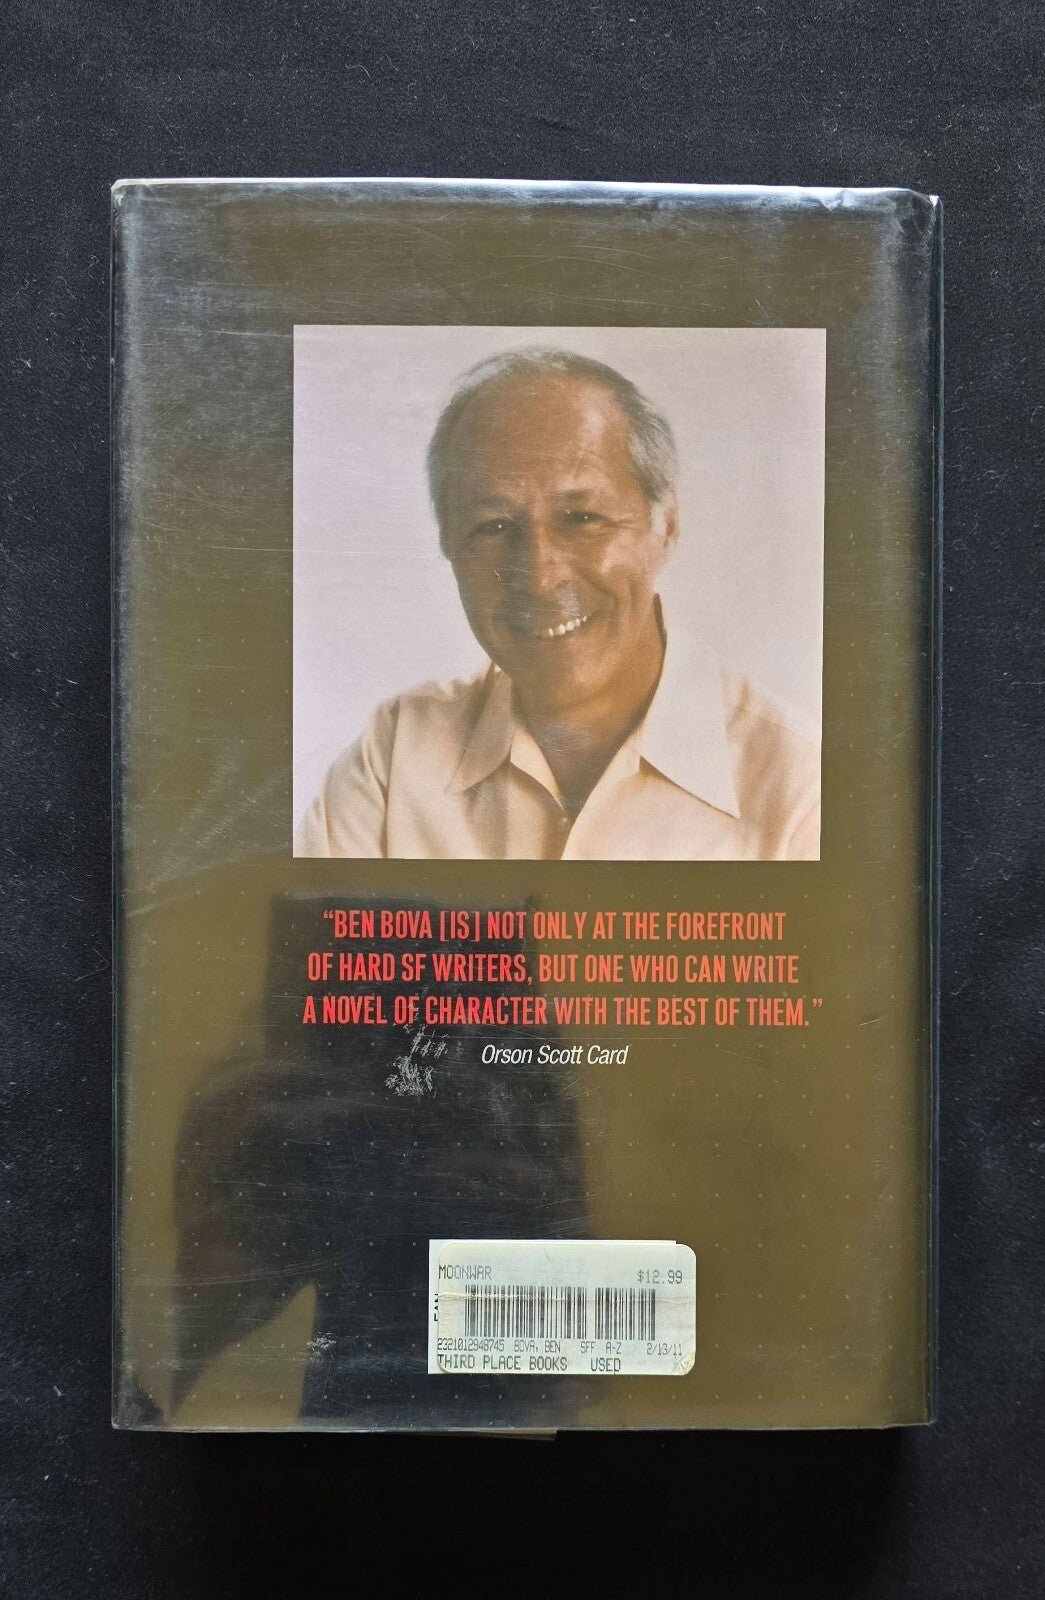 “BEN BOVA [IS] NOT ONLY AT THE FOREFRONT
OF HARD SF WRITERS, BUT ONE WHO CAN WRITE
A NOVEL OF CHARACTER WITH THE BEST OF THEM.”
Orson Scott Card
MOONWAR $12.99
EAN
2321012948745 BOVA, BEN SFF A-Z 2/13/11
THIRD PLACE BOOKS USED